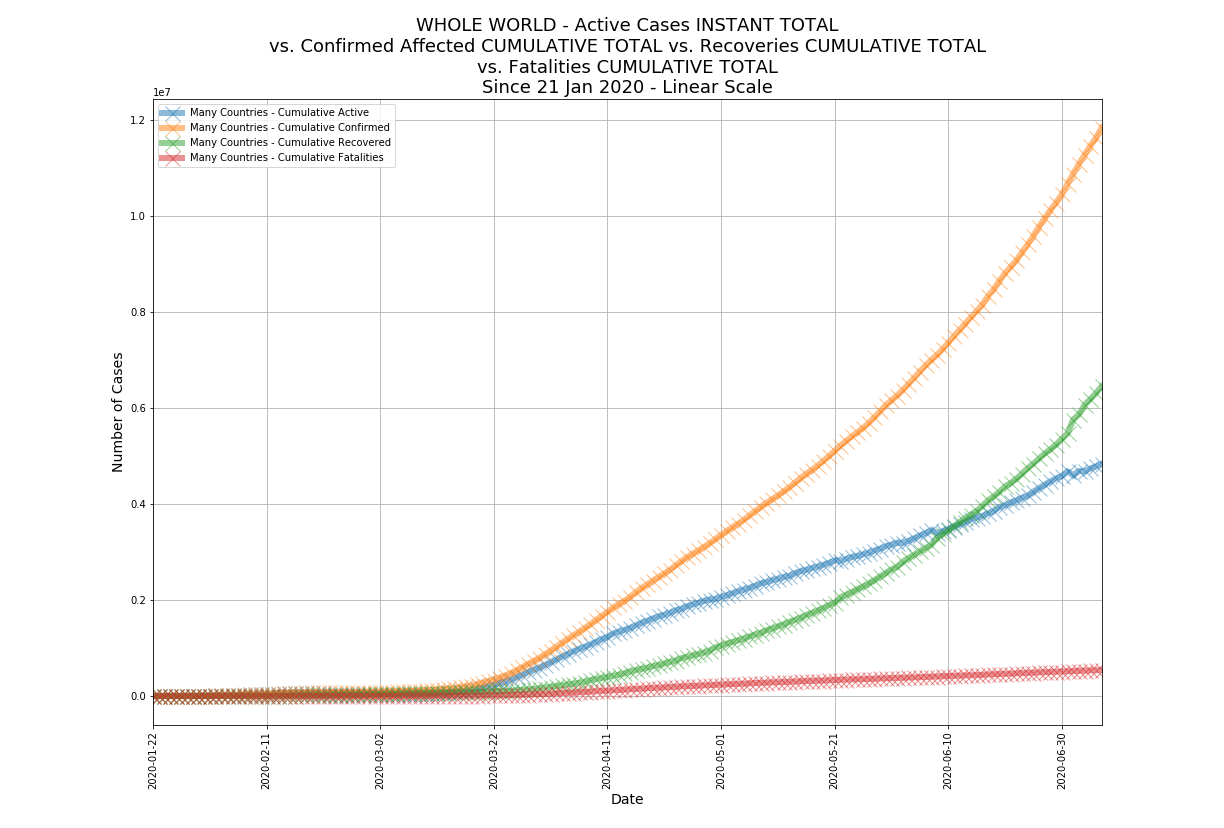 WHOLE WORLD - Active Cases INSTANT TOTAL
vs. Confirmed Affected CUMULATIVE TOTAL vs. Recoveries CUMULATIVE TOTAL
vs. Fatalities CUMULATIVE TOTAL
Since 21 Jan 2020 - Linear Scale
1e7
Many Countries - Cumulative Active
Many Countries - Cumulative Confirmed
Many Countries - Cumulative Recovered
Many Countries - Cumulative Fatalities
1.2
1.0
0.8
0.6
0.4
0.2
0.0
Number of Cases
2020-01-22
2020-02-11
2020-03-02
2020-03-22
2020-04-11
2020-05-01
2020-05-21
2020-06-10
2020-06-30
Date